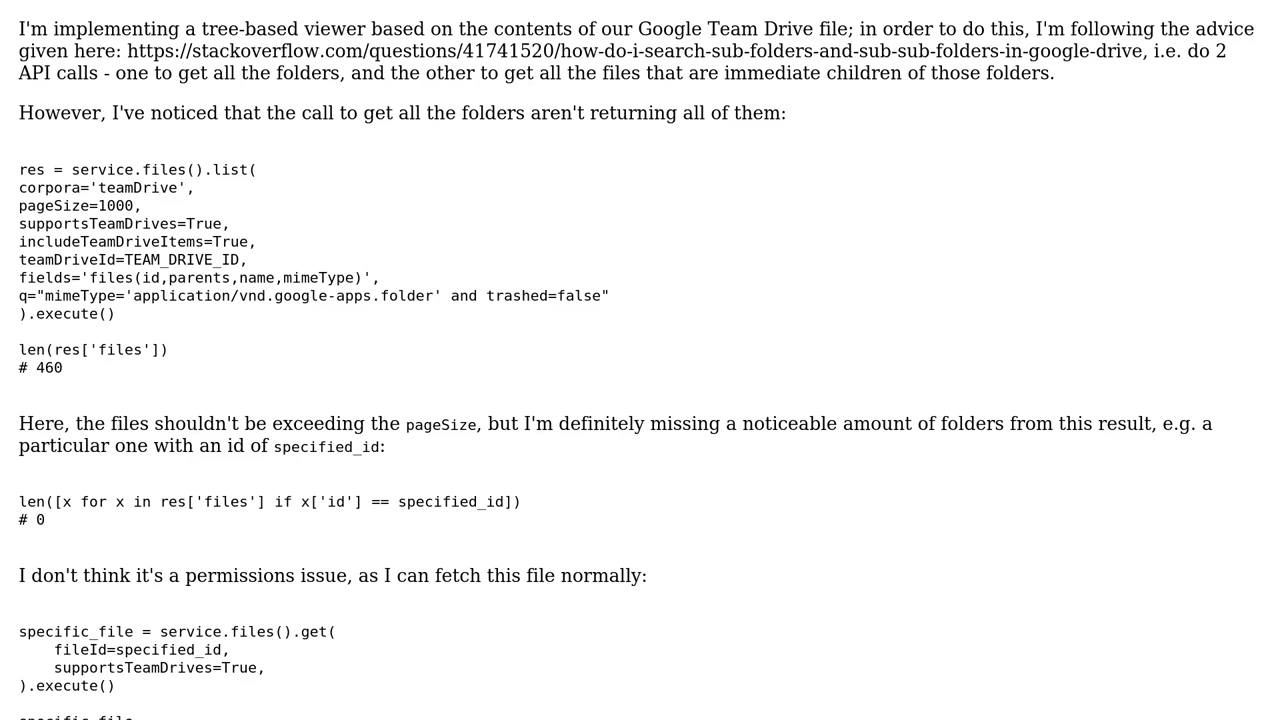 I'm implementing a tree-based viewer based on the contents of our Google Team Drive file; in order to do this, I'm following the advice
given here: https://stackoverflow.com/questions/41741520/how-do-i-search-sub-folders-and-sub-sub-folders-in-google-drive, i.e. do 2
API calls - one to get all the folders, and the other to get all the files that are immediate children of those folders.
However, I've noticed that the call to get all the folders aren't returning all of them:
res = service.files().list(
corpora='teamDrive',
pageSize=1000,
supportsTeamDrives=True,
includeTeamDriveItems=True,
teamDriveId=TEAM_DRIVE_ID,
fields='files(id,parents,name,mimeType)',
q="mimeType='application/vnd.google-apps.folder' and trashed=false"
).execute()
len(res['files'])
# 460
Here, the files shouldn't be exceeding the pageSize, but I'm definitely missing a noticeable amount of folders from this result, e.g. a
particular one with an id of specified_id:
len([x for x in res['files'] if x['id'] == specified_id])
# 0
I don't think it's a permissions issue, as I can fetch this file normally:
specific_file = service.files().get(
    fileId=specified_id,
    supportsTeamDrives=True,
).execute()
specific_file